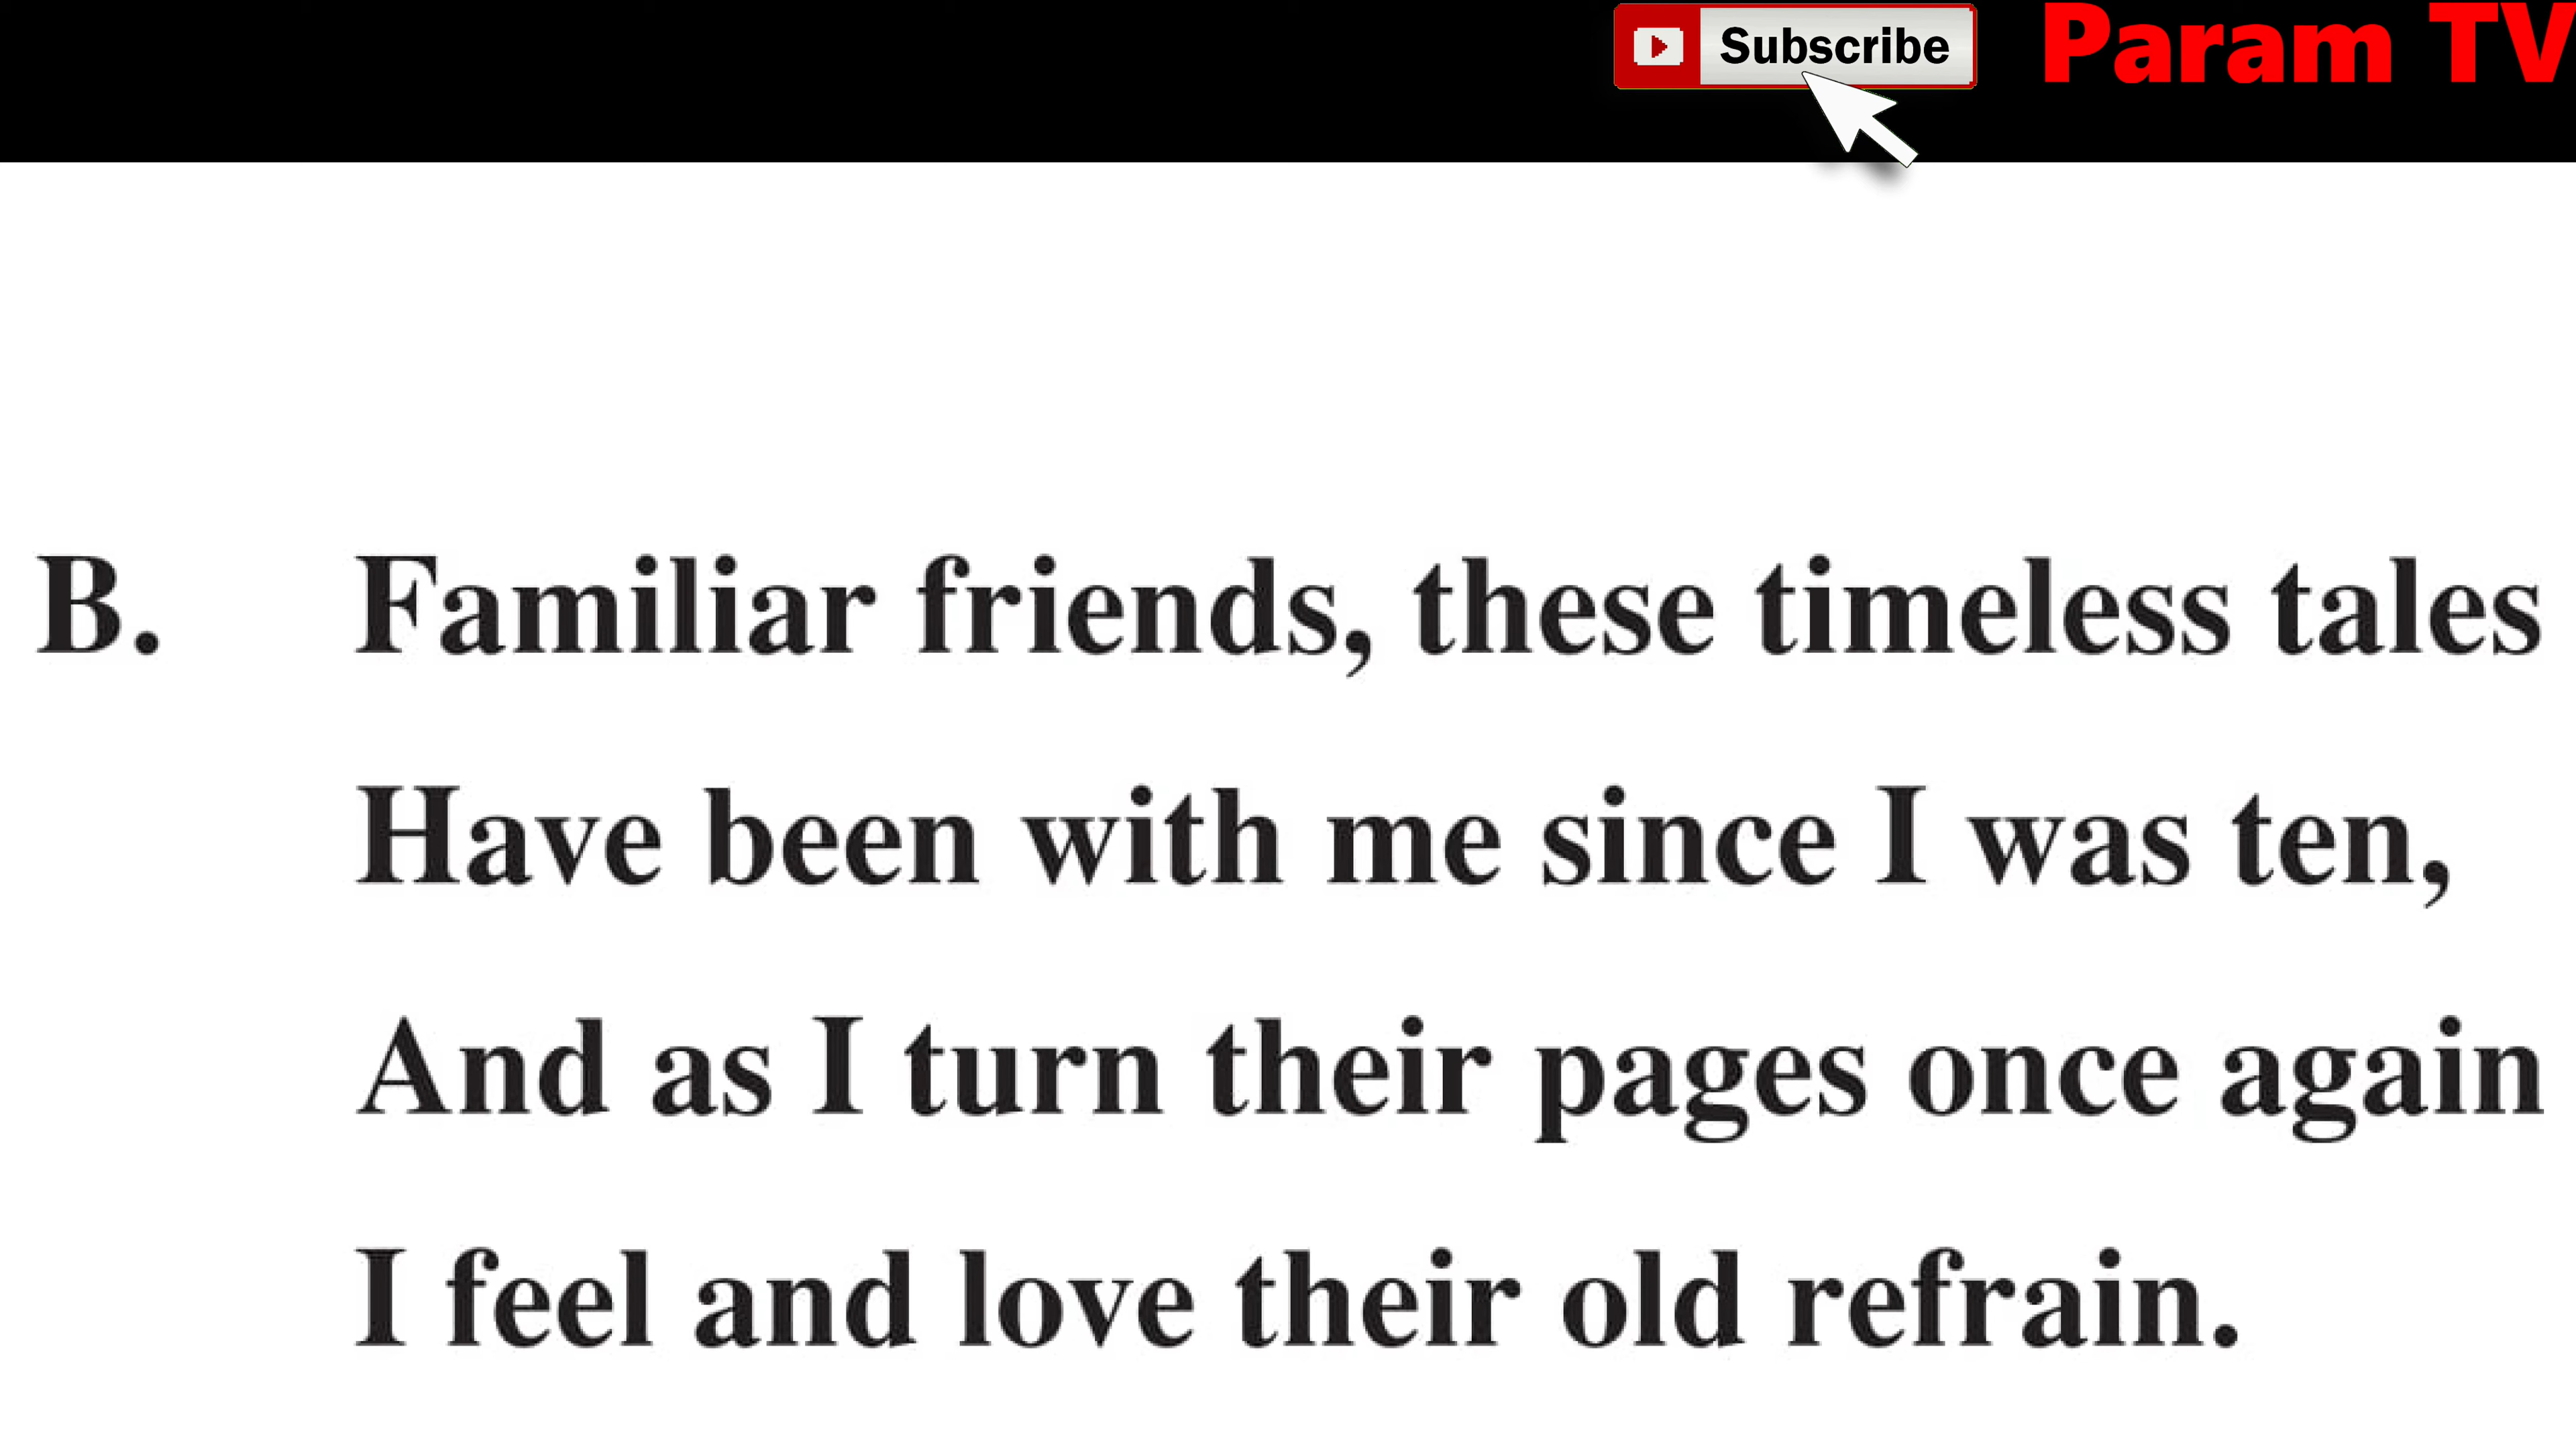 Subscribe Param TV
B. Familiar friends, these timeless tales
Have been with me since I was ten,
And as I turn their pages once again
I feel and love their old refrain.